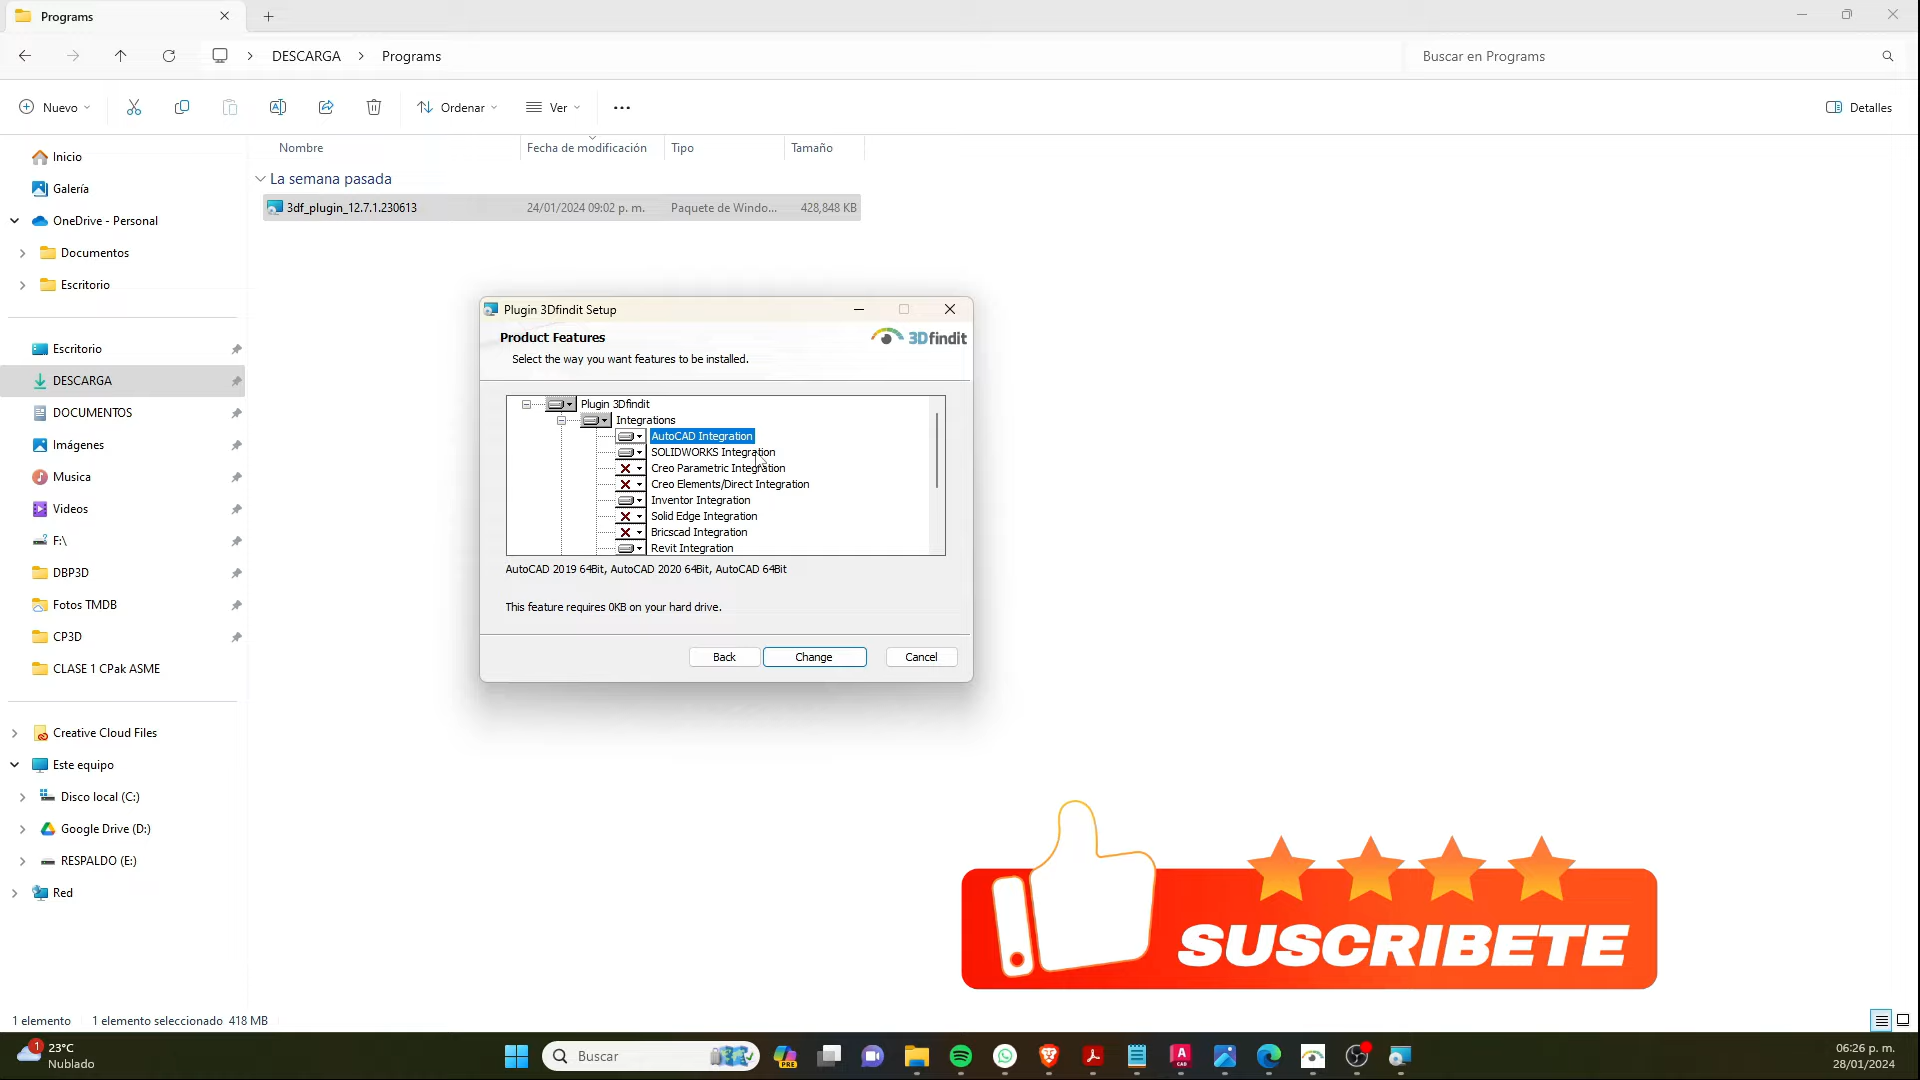 Programs
DESCARGA
Programs
Buscar en Programs
Nuevo
Ordenar
Ver
Detalles
Nombre
Fecha de modificación
Tipo
Tamaño
La semana pasada
3df_plugin_12.7.1.230613
24/01/2024 09:02 p. m.
Paquete de Windo...
428,848 KB
Inicio
Galería
OneDrive - Personal
Documentos
Escritorio
Escritorio
DESCARGA
DOCUMENTOS
Imágenes
Musica
Videos
F:\
DBP3D
Fotos TMDB
CP3D
CLASE 1 CPak ASME
Creative Cloud Files
Este equipo
Disco local (C:)
Google Drive (D:)
RESPALDO (E:)
Red
Plugin 3Dfindit Setup
Product Features
3Dfindit
Select the way you want features to be installed.
Plugin 3Dfindit
Integrations
AutoCAD Integration
SOLIDWORKS Integration
Creo Parametric Integration
Creo Elements/Direct Integration
Inventor Integration
Solid Edge Integration
Bricscad Integration
Revit Integration
AutoCAD 2019 64Bit, AutoCAD 2020 64Bit, AutoCAD 64Bit
This feature requires 0KB on your hard drive.
Back
Change
Cancel
SUSCRIBETE
1 elemento
1 elemento seleccionado 418 MB
1
23°C
Nublado
Buscar
PRE
A
CAD
06:26 p. m.
28/01/2024